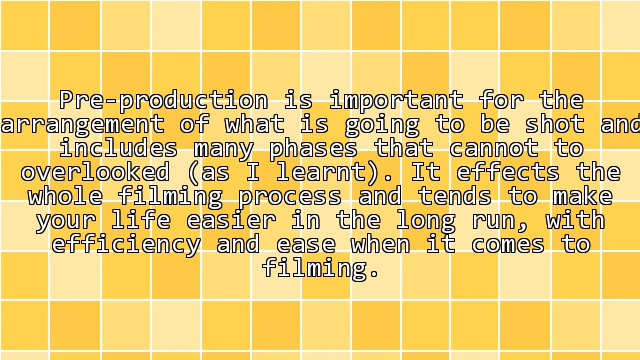 Pre-production is important for the
arrangement of what is going to be shot and
includes many phases that cannot to
overlooked (as I learnt). It effects the
whole filming process and tends to make
your life easier in the long run, with
efficiency and ease when it comes to
filming.